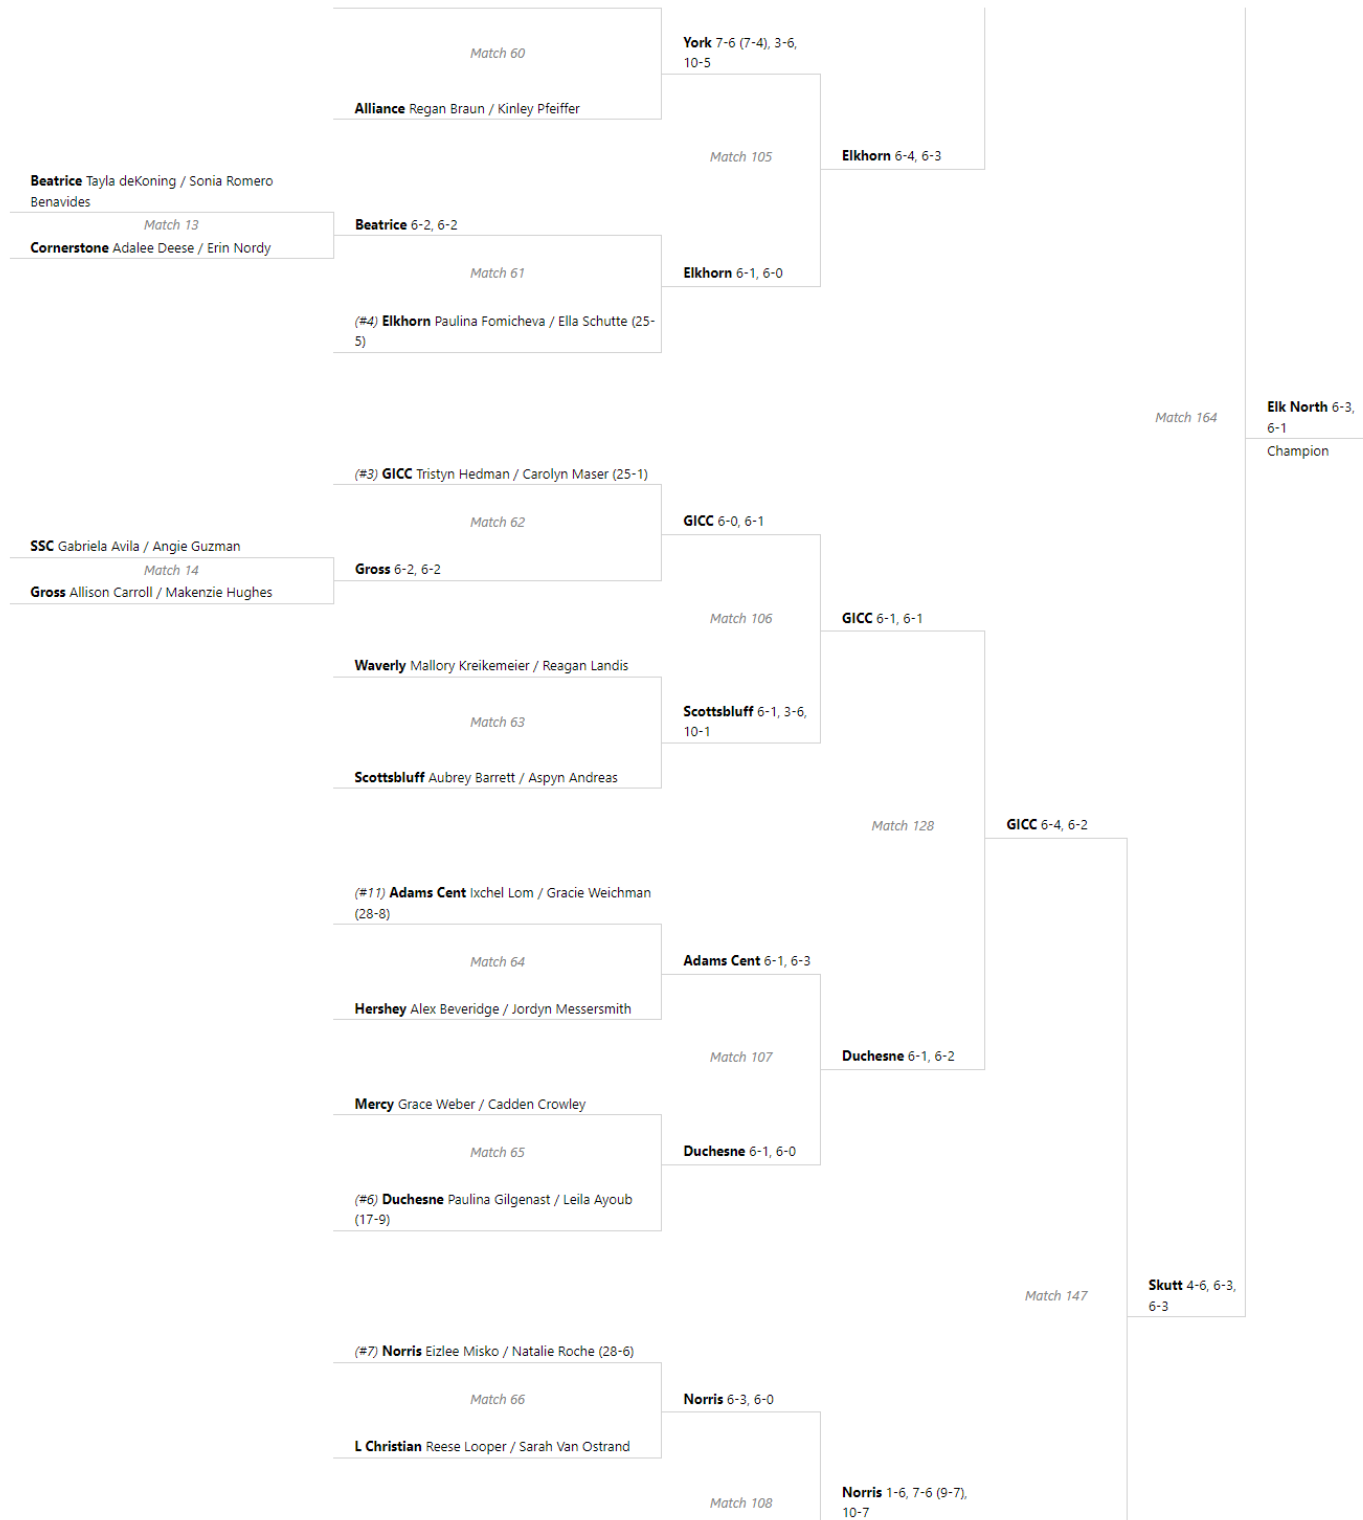 York 7-6 (7-4), 3-6,
10-5
Match 60
Alliance Regan Braun / Kinley Pfeiffer
Match 105
Elkhorn 6-4, 6-3
Beatrice Tayla deKoning / Sonia Romero
Benavides
Match 13
Beatrice 6-2, 6-2
Cornerstone Adalee Deese / Erin Nordy
Match 61
Elkhorn 6-1, 6-0
(#4) Elkhorn Paulina Fomicheva / Ella Schutte (25-
5)
Match 164
Elk North 6-3,
6-1
Champion
(#3) GICC Tristyn Hedman / Carolyn Maser (25-1)
Match 62
GICC 6-0, 6-1
SSC Gabriela Avila / Angie Guzman
Match 14
Gross 6-2, 6-2
Gross Allison Carroll / Makenzie Hughes
Match 106
GICC 6-1, 6-1
Waverly Mallory Kreikemeier / Reagan Landis
Match 63
Scottsbluff 6-1, 3-6,
10-1
Scottsbluff Aubrey Barrett / Aspyn Andreas
Match 128
GICC 6-4, 6-2
(#11) Adams Cent Ixchel Lom / Gracie Weichman
(28-8)
Match 64
Adams Cent 6-1, 6-3
Hershey Alex Beveridge / Jordyn Messersmith
Match 107
Duchesne 6-1, 6-2
Mercy Grace Weber / Cadden Crowley
Match 65
Duchesne 6-1, 6-0
(#6) Duchesne Paulina Gilgenast / Leila Ayoub
(17-9)
Match 147
Skutt 4-6, 6-3,
6-3
(#7) Norris Eizlee Misko / Natalie Roche (28-6)
Match 66
Norris 6-3, 6-0
L Christian Reese Looper / Sarah Van Ostrand
Match 108
Norris 1-6, 7-6 (9-7),
10-7